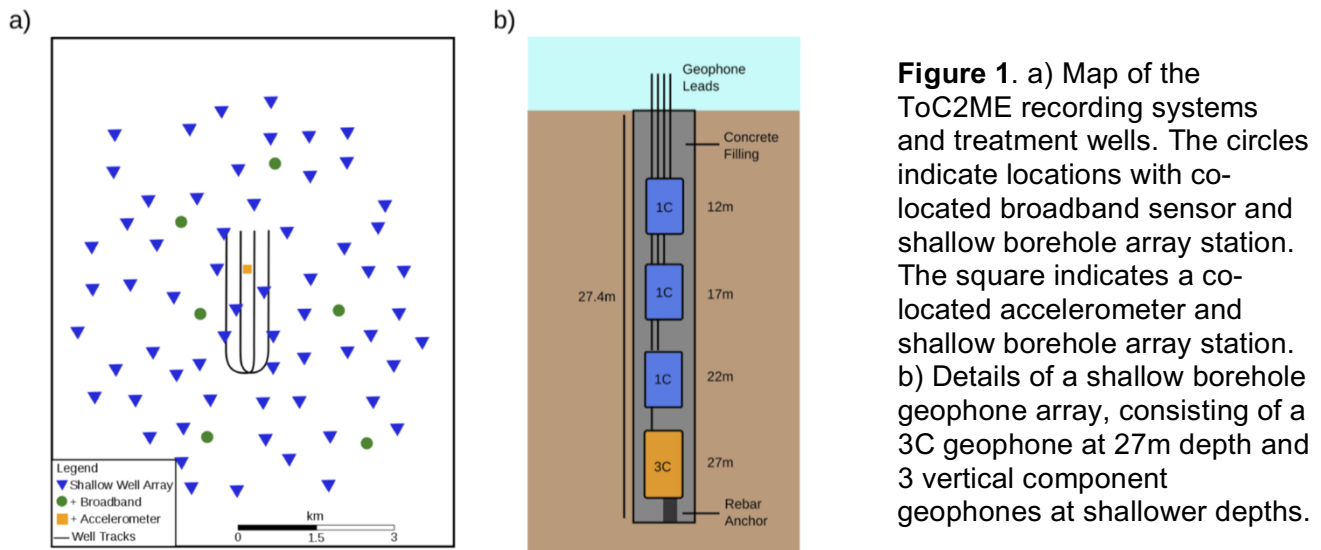 a)
Legend
Shallow Well Array
+ Broadband
+ Accelerometer
Well Tracks
km
0 1.5 3
b)
Geophone
Leads
Concrete
Filling
1C 12m
27.4m 1C 17m
1C 22m
3C 27m
Rebar
Anchor
Figure 1. a) Map of the
ToC2ME recording systems
and treatment wells. The circles
indicate locations with co-
located broadband sensor and
shallow borehole array station.
The square indicates a co-
located accelerometer and
shallow borehole array station.
b) Details of a shallow borehole
geophone array, consisting of a
3C geophone at 27m depth and
3 vertical component
geophones at shallower depths.